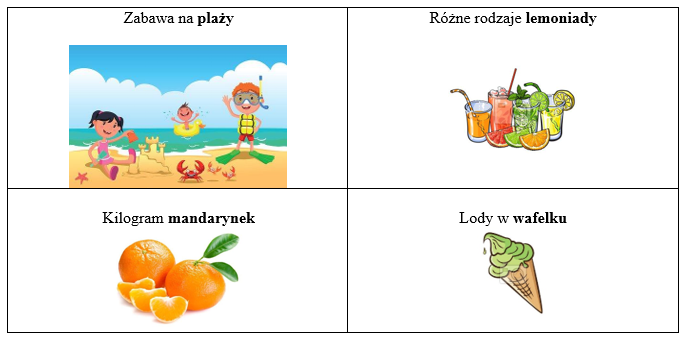 Zabawa na plaży
Różne rodzaje lemoniady
Kilogram mandarynek
Lody w wafelku